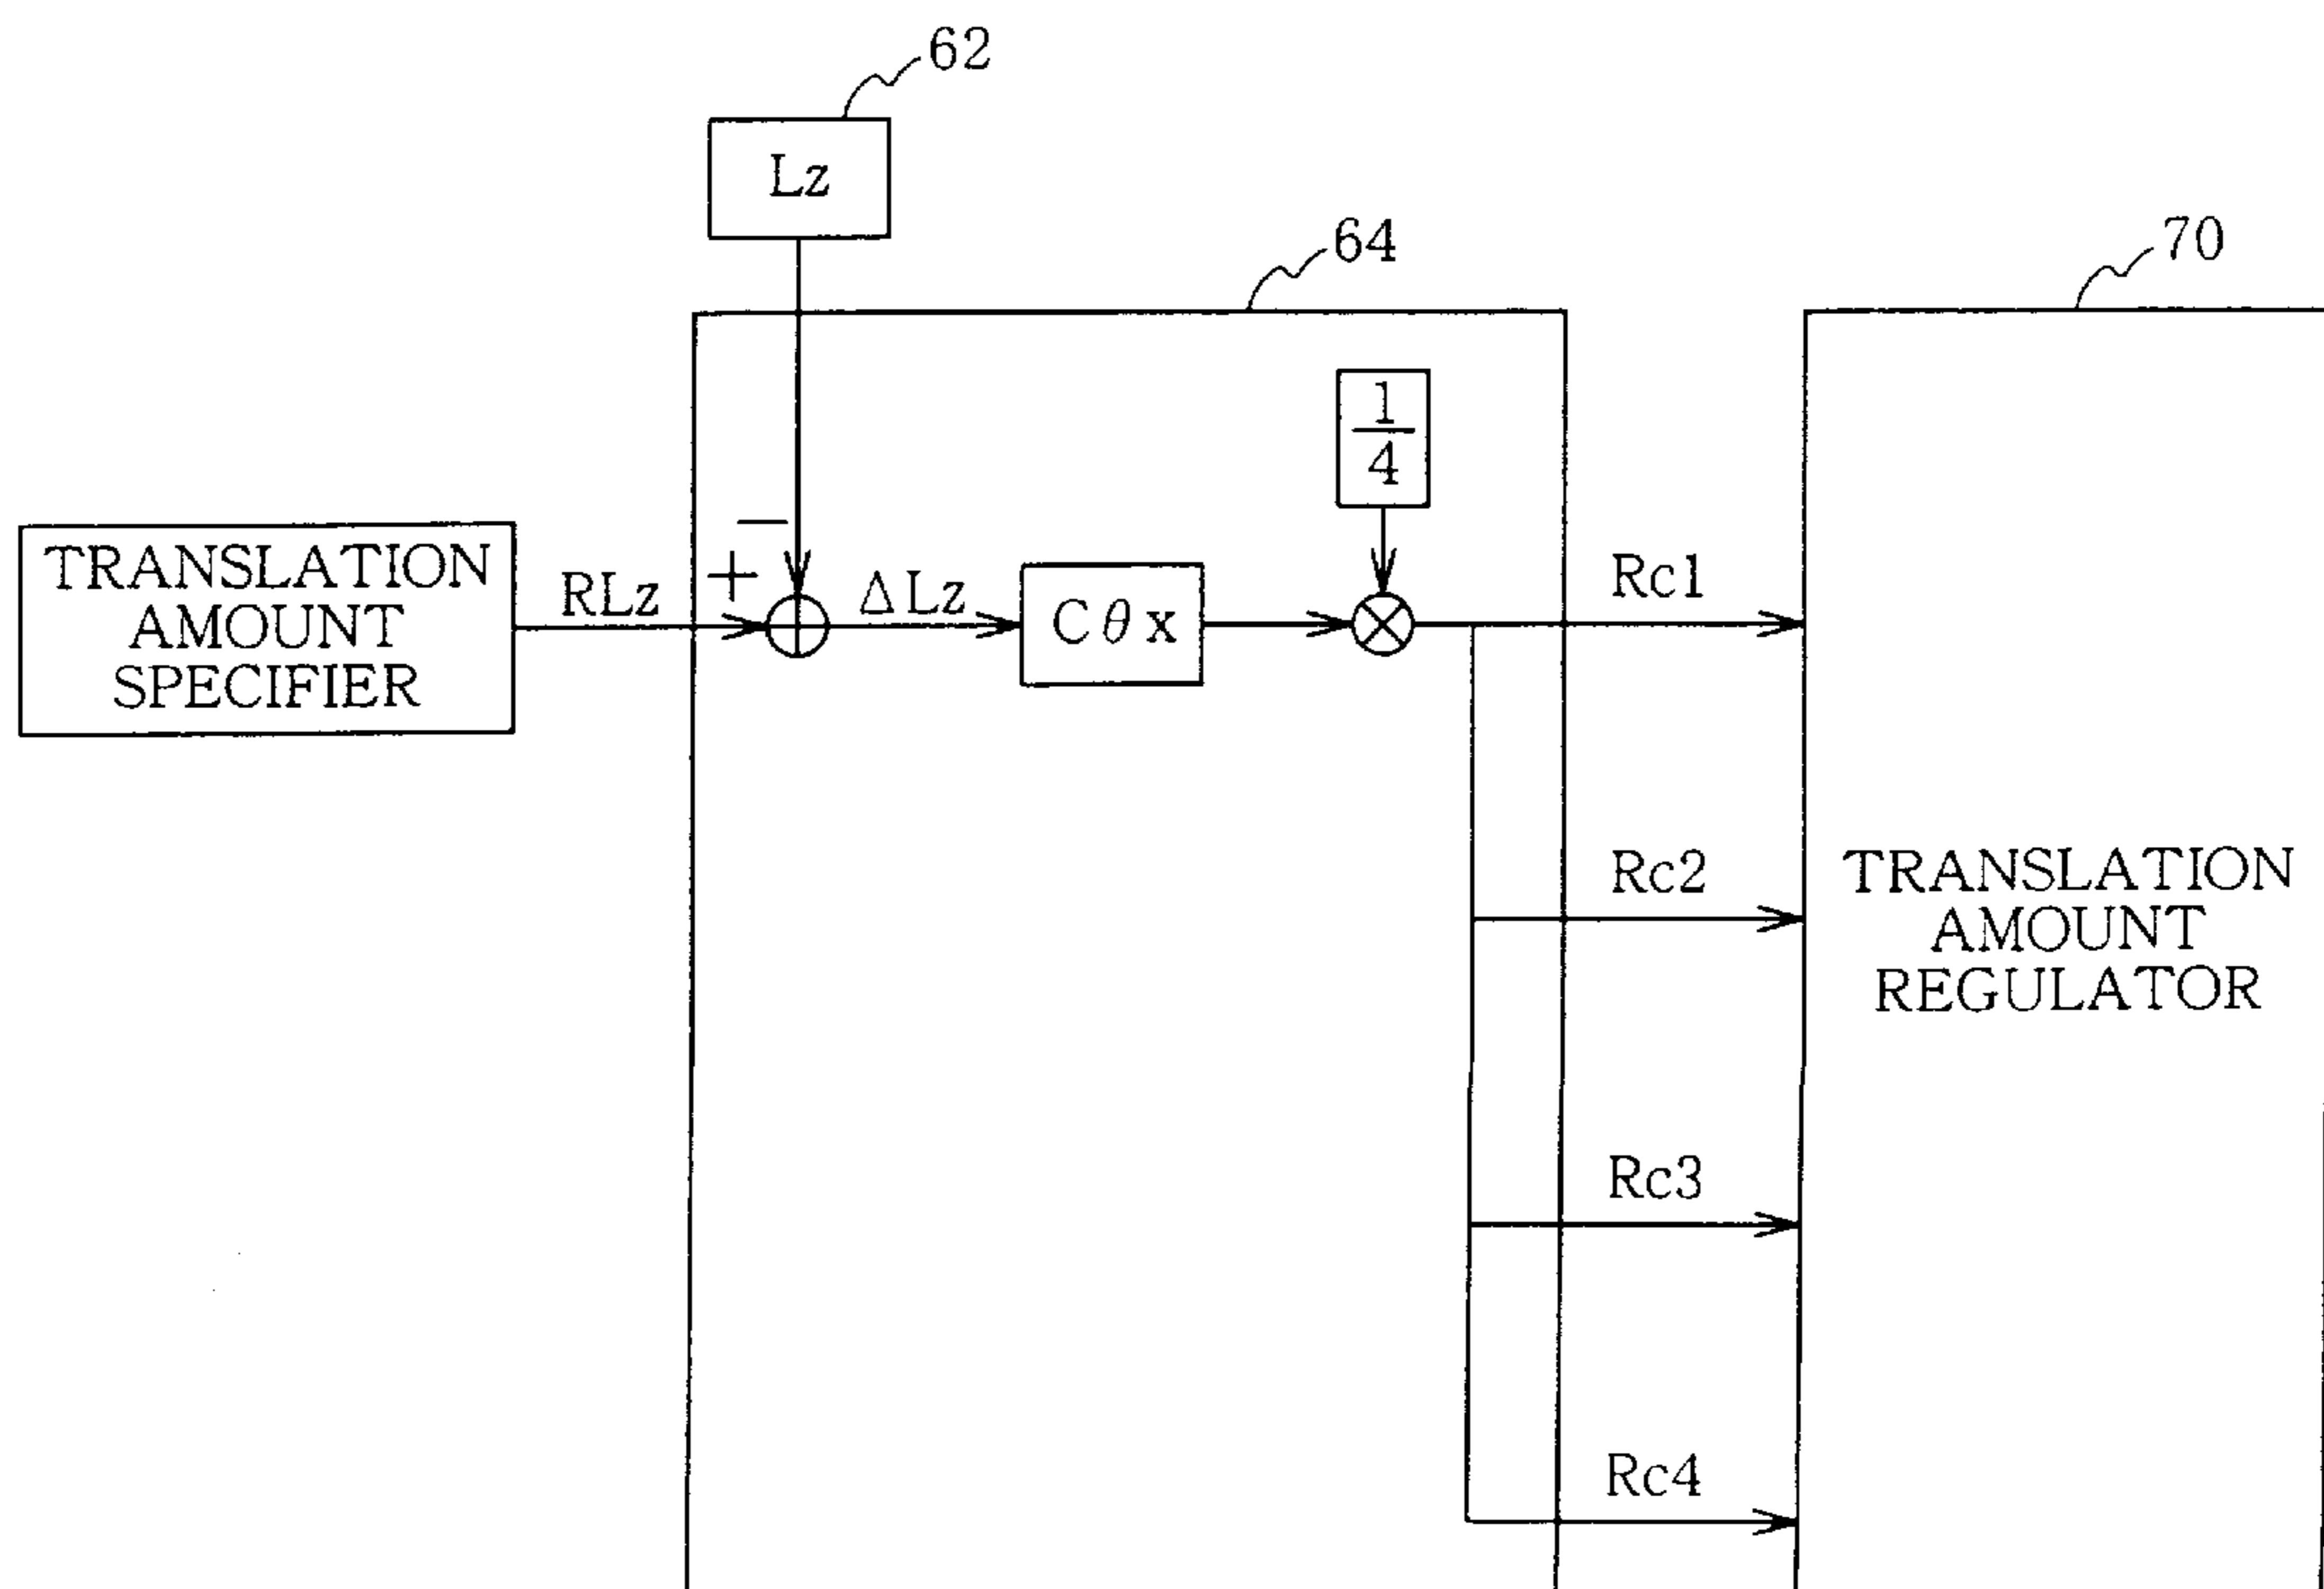 62
Lz
64
70
1
4
TRANSLATION
AMOUNT
SPECIFIER
RLz
+
−
ΔLz
Cθx
Rc1
Rc2
TRANSLATION
AMOUNT
REGULATOR
Rc3
Rc4